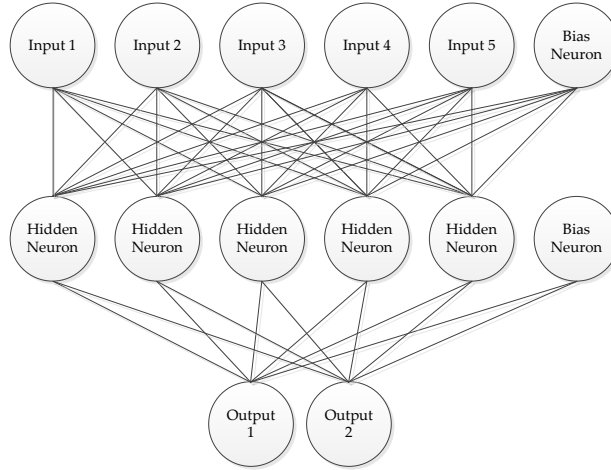 Input 1
Input 2
Input 3
Input 4
Input 5
Bias
Neuron
Hidden
Neuron
Hidden
Neuron
Hidden
Neuron
Hidden
Neuron
Hidden
Neuron
Bias
Neuron
Output
1
Output
2